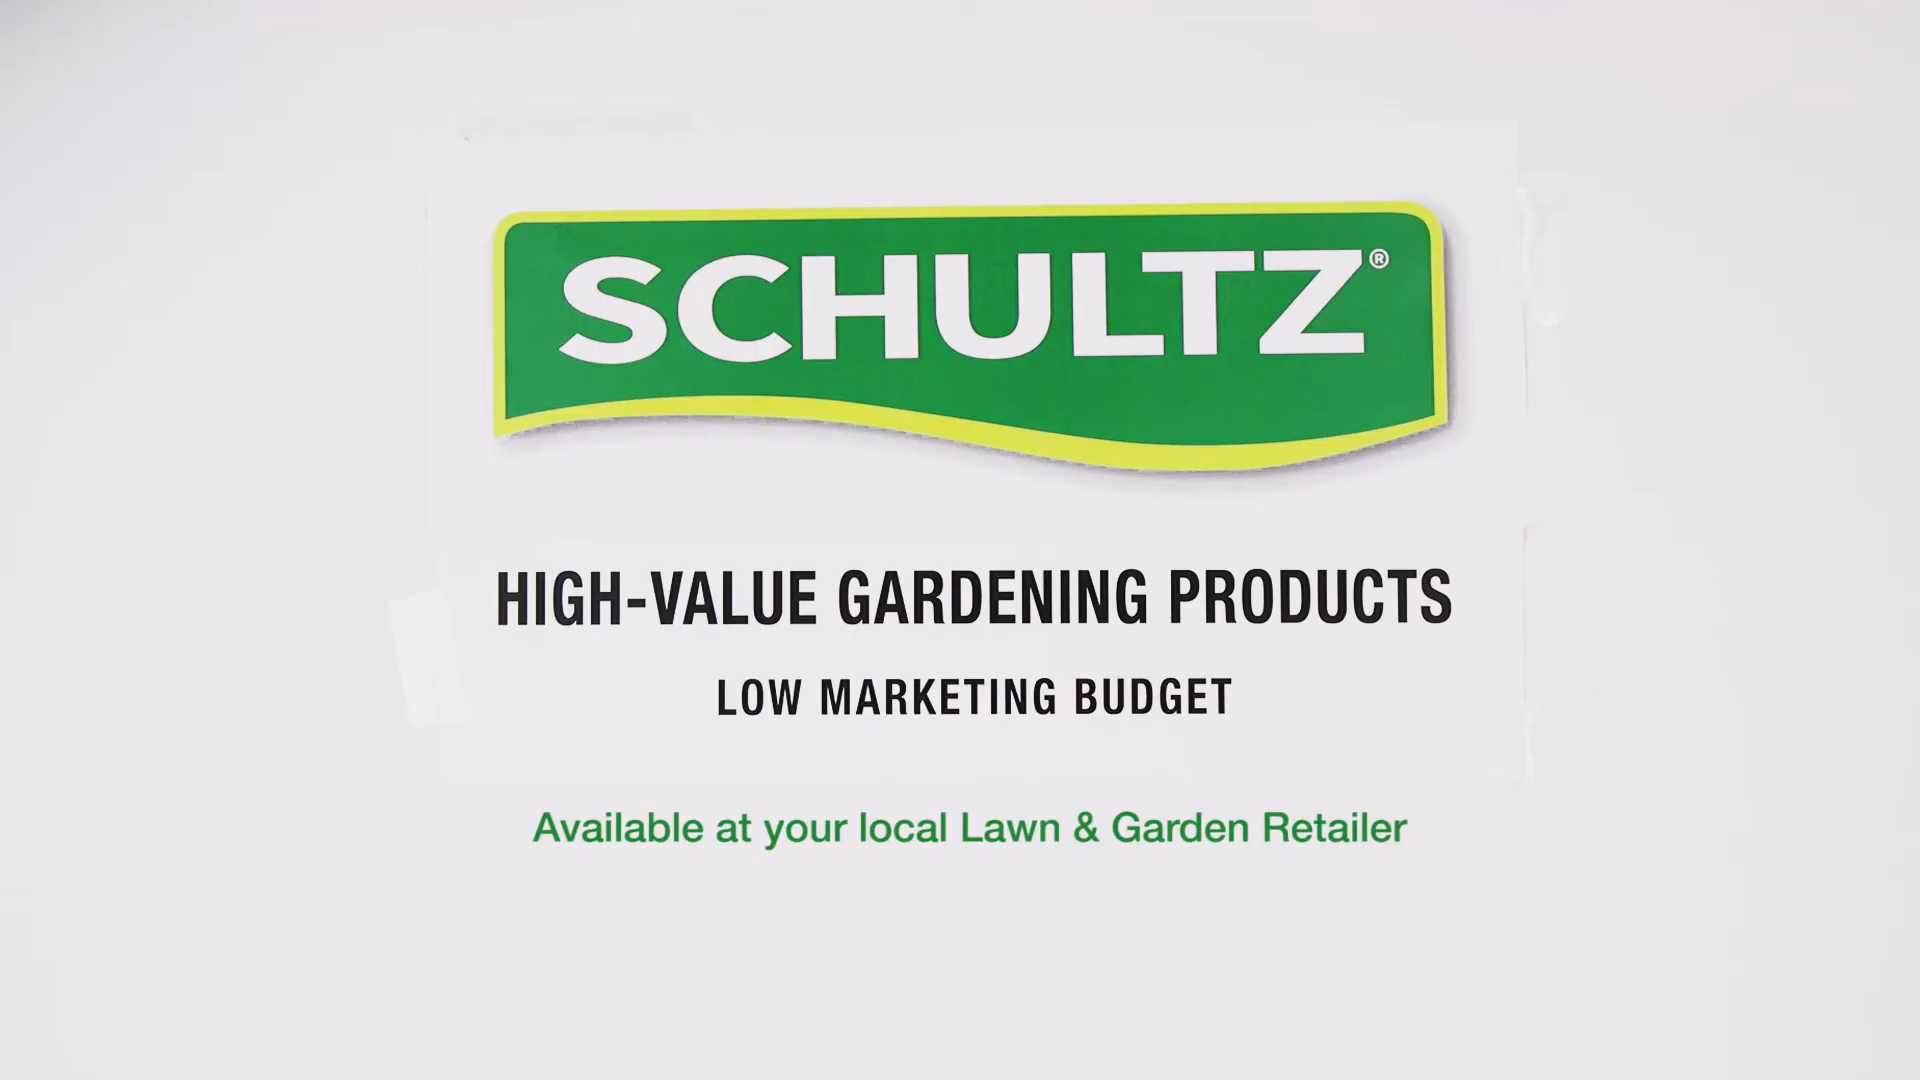 SCHULTZ®
HIGH-VALUE GARDENING PRODUCTS
LOW MARKETING BUDGET
Available at your local Lawn & Garden Retailer